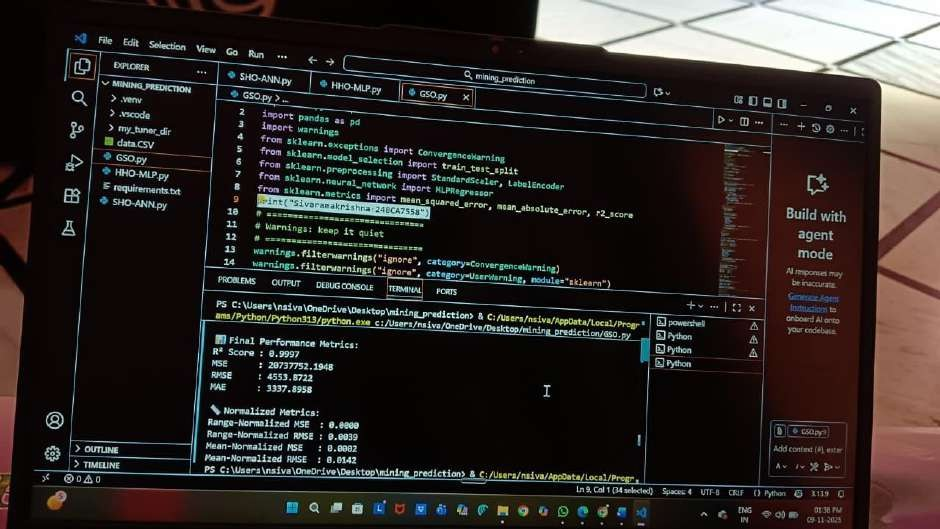 File Edit Selection View Go Run ...
mining_prediction
EXPLORER ...
MINING_PREDICTION
.venv
.vscode
my_tuner_dir
data.CSV
GSO.py
HHO-MLP.py
requirements.txt
SHO-ANN.py
OUTLINE
TIMELINE
SHO-ANN.py
HHO-MLP.py
GSO.py
GSO.py > ...
2 import pandas as pd
3 import warnings
4 from sklearn.exceptions import ConvergenceWarning
5 from sklearn.model_selection import train_test_split
6 from sklearn.preprocessing import StandardScaler, LabelEncoder
7 from sklearn.neural_network import MLPRegressor
8 from sklearn.metrics import mean_squared_error, mean_absolute_error, r2_score
9 int("Sivaramakrishna-24BCA7558")
10 # ==============================
11 # Warnings: keep it quiet
12 # ==============================
13 warnings.filterwarnings("ignore", category=ConvergenceWarning)
14 warnings.filterwarnings("ignore", category=UserWarning, module="sklearn")
PROBLEMS OUTPUT DEBUG CONSOLE TERMINAL PORTS
PS C:\Users\nsiva\OneDrive\Desktop\mining_prediction> & C:/Users/nsiva/AppData/Local/Progr
ams/Python/Python313/python.exe c:/Users/nsiva/OneDrive/Desktop/mining_prediction/GSO.py
Final Performance Metrics:
R² Score : 0.9997
MSE : 20737752.1948
RMSE : 4553.8722
MAE : 3337.8958
Normalized Metrics:
Range-Normalized MSE : 0.0000
Range-Normalized RMSE : 0.0039
Mean-Normalized MSE : 0.0002
Mean-Normalized RMSE : 0.0142
PS C:\Users\nsiva\OneDrive\Desktop\mining_prediction> & C:/Users/nsiva/AppData/Local/Progr
powershell
Python
Python
Python
Build with
agent
mode
AI responses may
be inaccurate.
Generate Agent
Instructions to
onboard AI onto
your codebase.
GSO.py:9
Add context (#), exter
0 0
Ln 9, Col 1 (34 selected) Spaces: 4 UTF-8 CRLF {} Python 3.13.9
ENG
IN
01:38 PM
09-11-2025